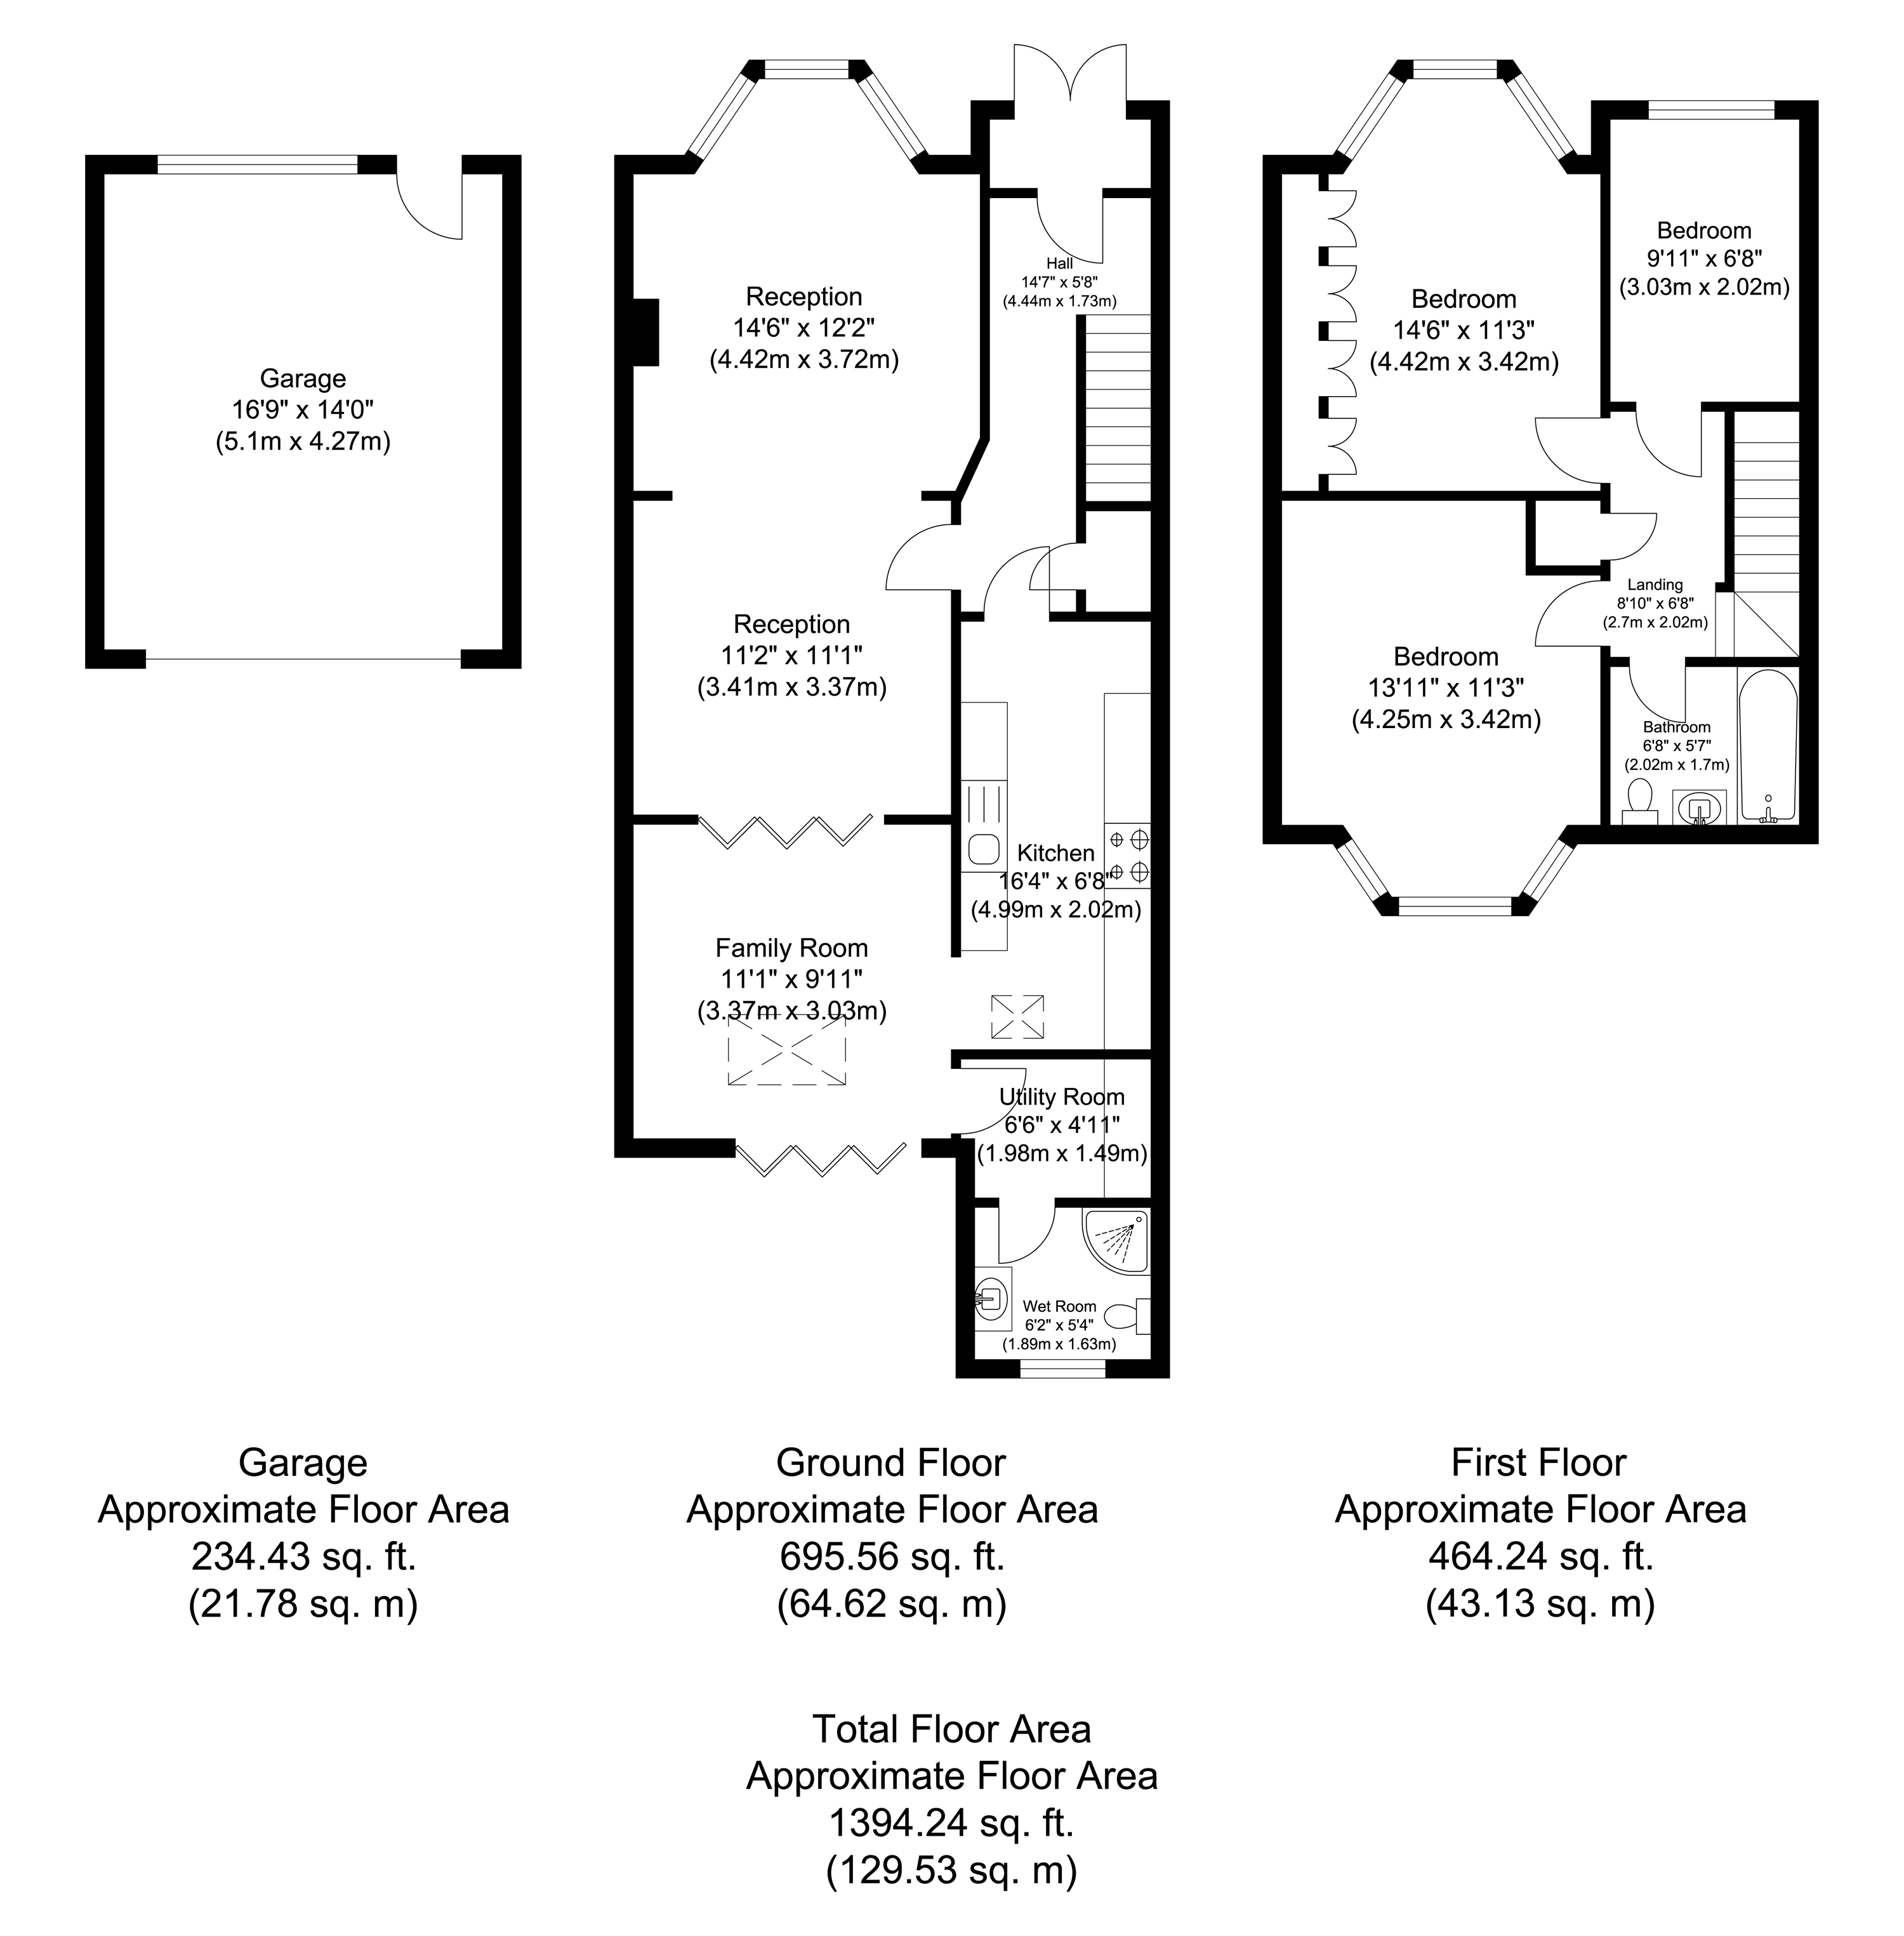 Garage
16'9" x 14'0"
(5.1m x 4.27m)
Reception
14'6" x 12'2"
(4.42m x 3.72m)
Hall
14'7" x 5'8"
(4.44m x 1.73m)
Reception
11'2" x 11'1"
(3.41m x 3.37m)
Kitchen
16'4" x 6'8"
(4.99m x 2.02m)
Family Room
11'1" x 9'11"
(3.37m x 3.03m)
Utility Room
6'6" x 4'11"
(1.98m x 1.49m)
Wet Room
6'2" x 5'4"
(1.89m x 1.63m)
Bedroom
9'11" x 6'8"
(3.03m x 2.02m)
Bedroom
14'6" x 11'3"
(4.42m x 3.42m)
Landing
8'10" x 6'8"
(2.7m x 2.02m)
Bedroom
13'11" x 11'3"
(4.25m x 3.42m)
Bathroom
6'8" x 5'7"
(2.02m x 1.7m)
Garage
Approximate Floor Area
234.43 sq. ft.
(21.78 sq. m)
Ground Floor
Approximate Floor Area
695.56 sq. ft.
(64.62 sq. m)
First Floor
Approximate Floor Area
464.24 sq. ft.
(43.13 sq. m)
Total Floor Area
Approximate Floor Area
1394.24 sq. ft.
(129.53 sq. m)